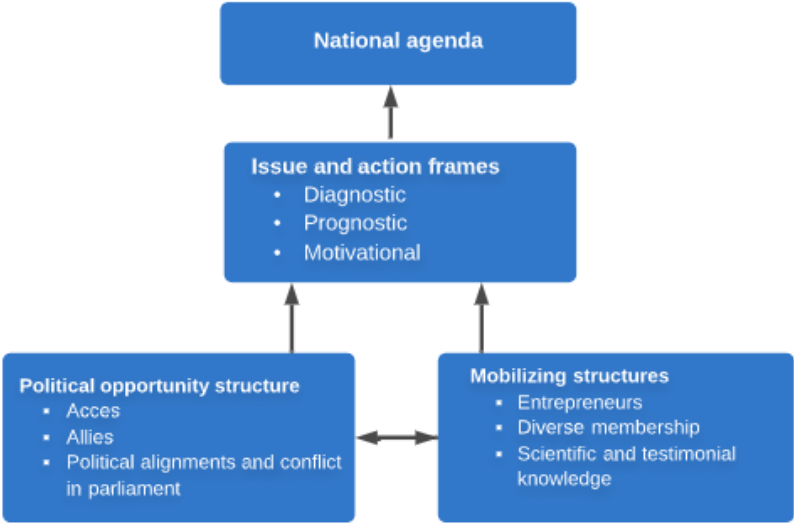 National agenda
Issue and action frames
• Diagnostic
• Prognostic
• Motivational
Political opportunity structure
▪ Acces
▪ Allies
▪ Political alignments and conflict
in parliament
Mobilizing structures
▪ Entrepreneurs
▪ Diverse membership
▪ Scientific and testimonial
knowledge